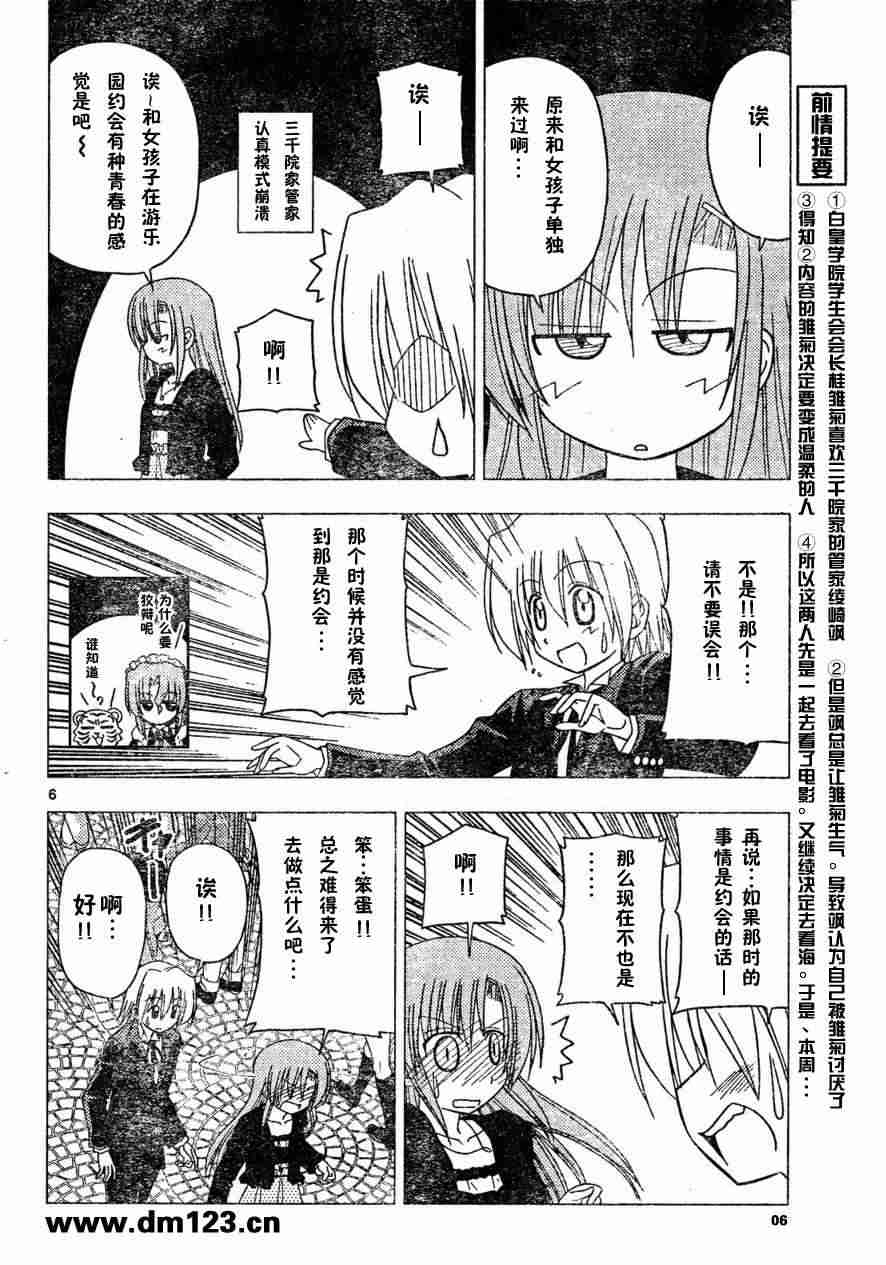 前情提要
①白皇学院学生会会长桂雏菊喜欢三千院家的管家绫崎飒 ②但是飒总是让雏菊生气。导致飒认为自己被雏菊讨厌了
③得知②内容的雏菊决定要变成温柔的人 ④所以这两人先是一起去看了电影。又继续决定去看海。于是、本周…
诶—
原来和女孩子单独
来过啊…
诶—
三千院家管家
认真模式崩溃
啊!!
诶~和女孩子在游乐
园约会有种青春的感
觉是吧~
不是!!那个…
请不要误会!!
那个时候并没有感觉
到那是约会…
为什么要
狡辩呢
谁知道~
6
再说…如果那时的
事情是约会的话—
那么现在不也是
……
啊!!
笨…笨蛋!!
总之难得来了
去做点什么吧…
诶!!
啊…
好!!
06
www.dm123.cn